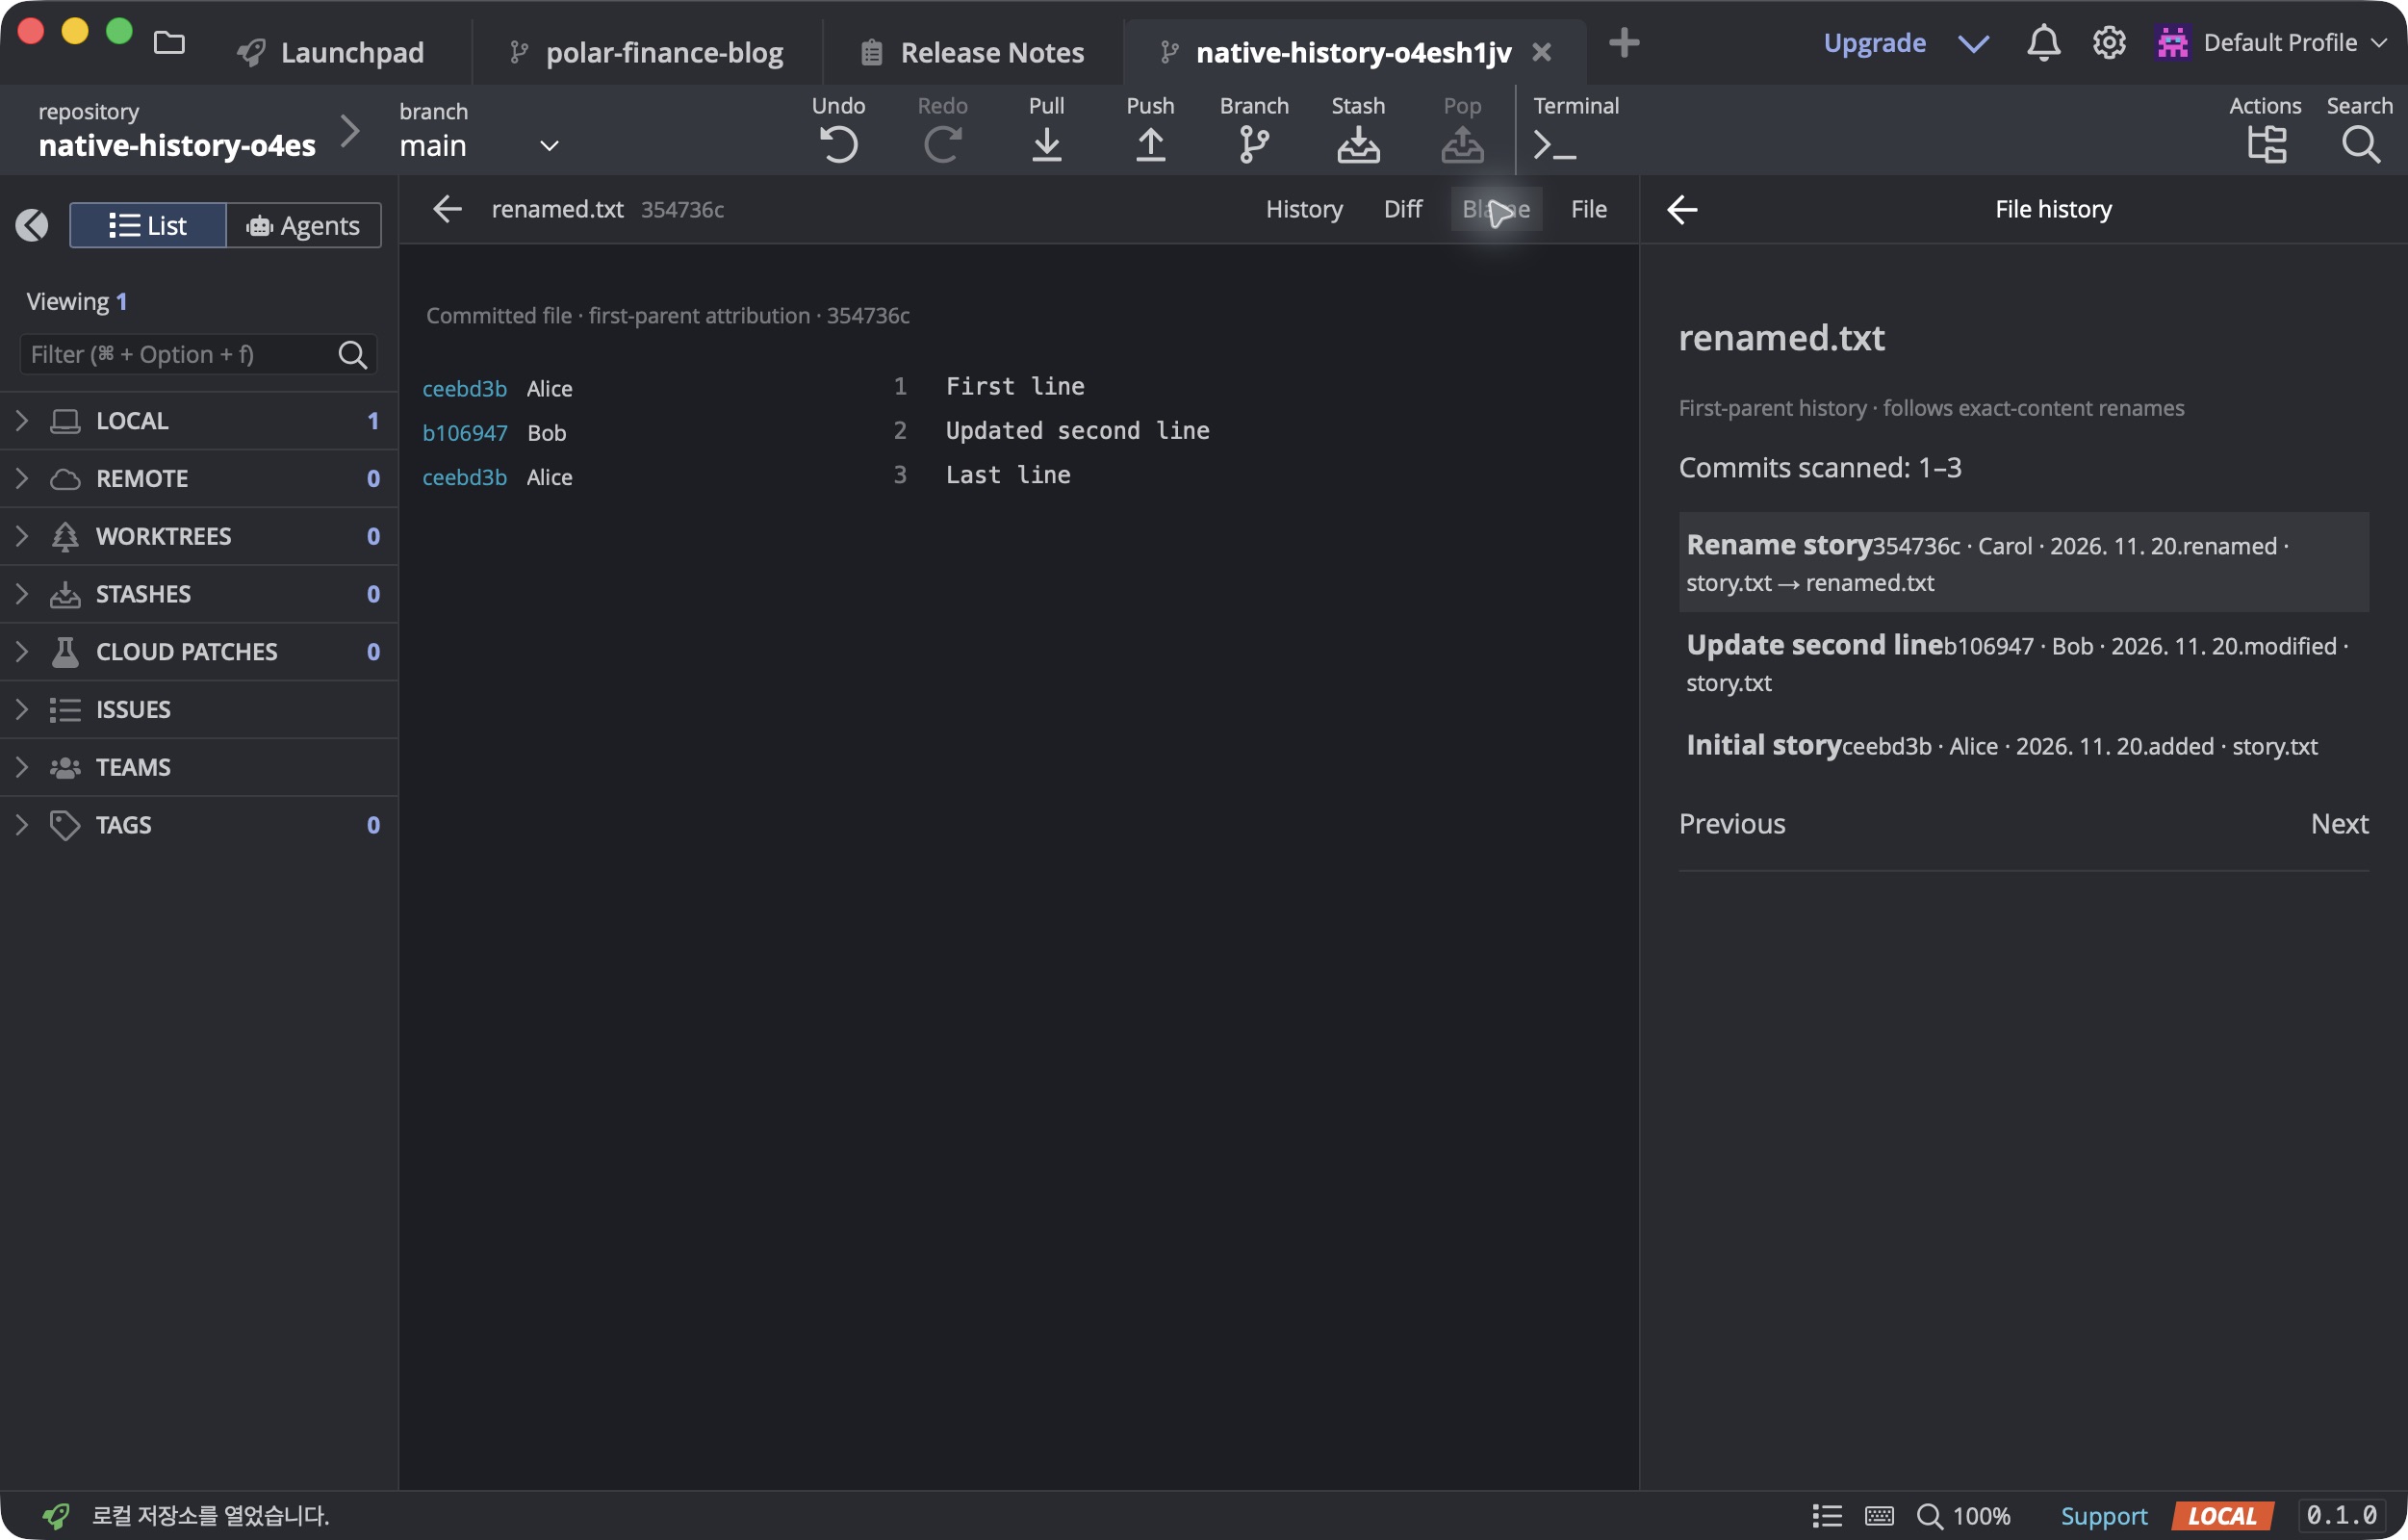 Launchpad
polar-finance-blog
Release Notes
native-history-o4esh1jv
Upgrade
Default Profile
repository
native-history-o4es
branch
main
Undo
Redo
Pull
Push
Branch
Stash
Pop
Terminal
Actions
Search
List
Agents
Viewing 1
Filter (⌘ + Option + f)
LOCAL 1
REMOTE 0
WORKTREES 0
STASHES 0
CLOUD PATCHES 0
ISSUES
TEAMS
TAGS 0
renamed.txt 354736c
History
Diff
Blame
File
Committed file · first-parent attribution · 354736c
ceebd3b Alice 1 First line
b106947 Bob 2 Updated second line
ceebd3b Alice 3 Last line
File history
renamed.txt
First-parent history · follows exact-content renames
Commits scanned: 1–3
Rename story354736c · Carol · 2026. 11. 20.renamed ·
story.txt → renamed.txt
Update second lineb106947 · Bob · 2026. 11. 20.modified ·
story.txt
Initial storyceebd3b · Alice · 2026. 11. 20.added · story.txt
Previous
Next
로컬 저장소를 열었습니다.
100%
Support
LOCAL
0.1.0